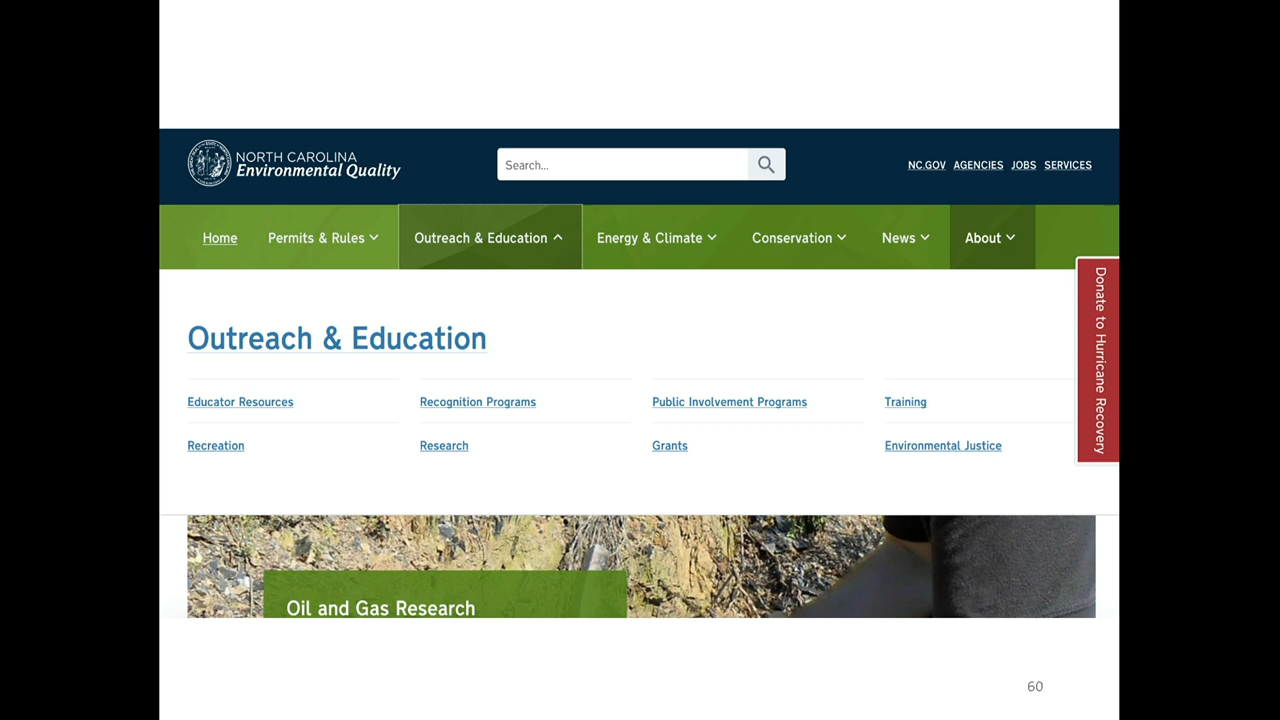 NORTH CAROLINA
Environmental Quality
Search...
NC.GOV AGENCIES JOBS SERVICES
Home Permits & Rules Outreach & Education Energy & Climate Conservation News About
Donate to Hurricane Recovery
Outreach & Education
Educator Resources Recognition Programs Public Involvement Programs Training
Recreation Research Grants Environmental Justice
Oil and Gas Research
60